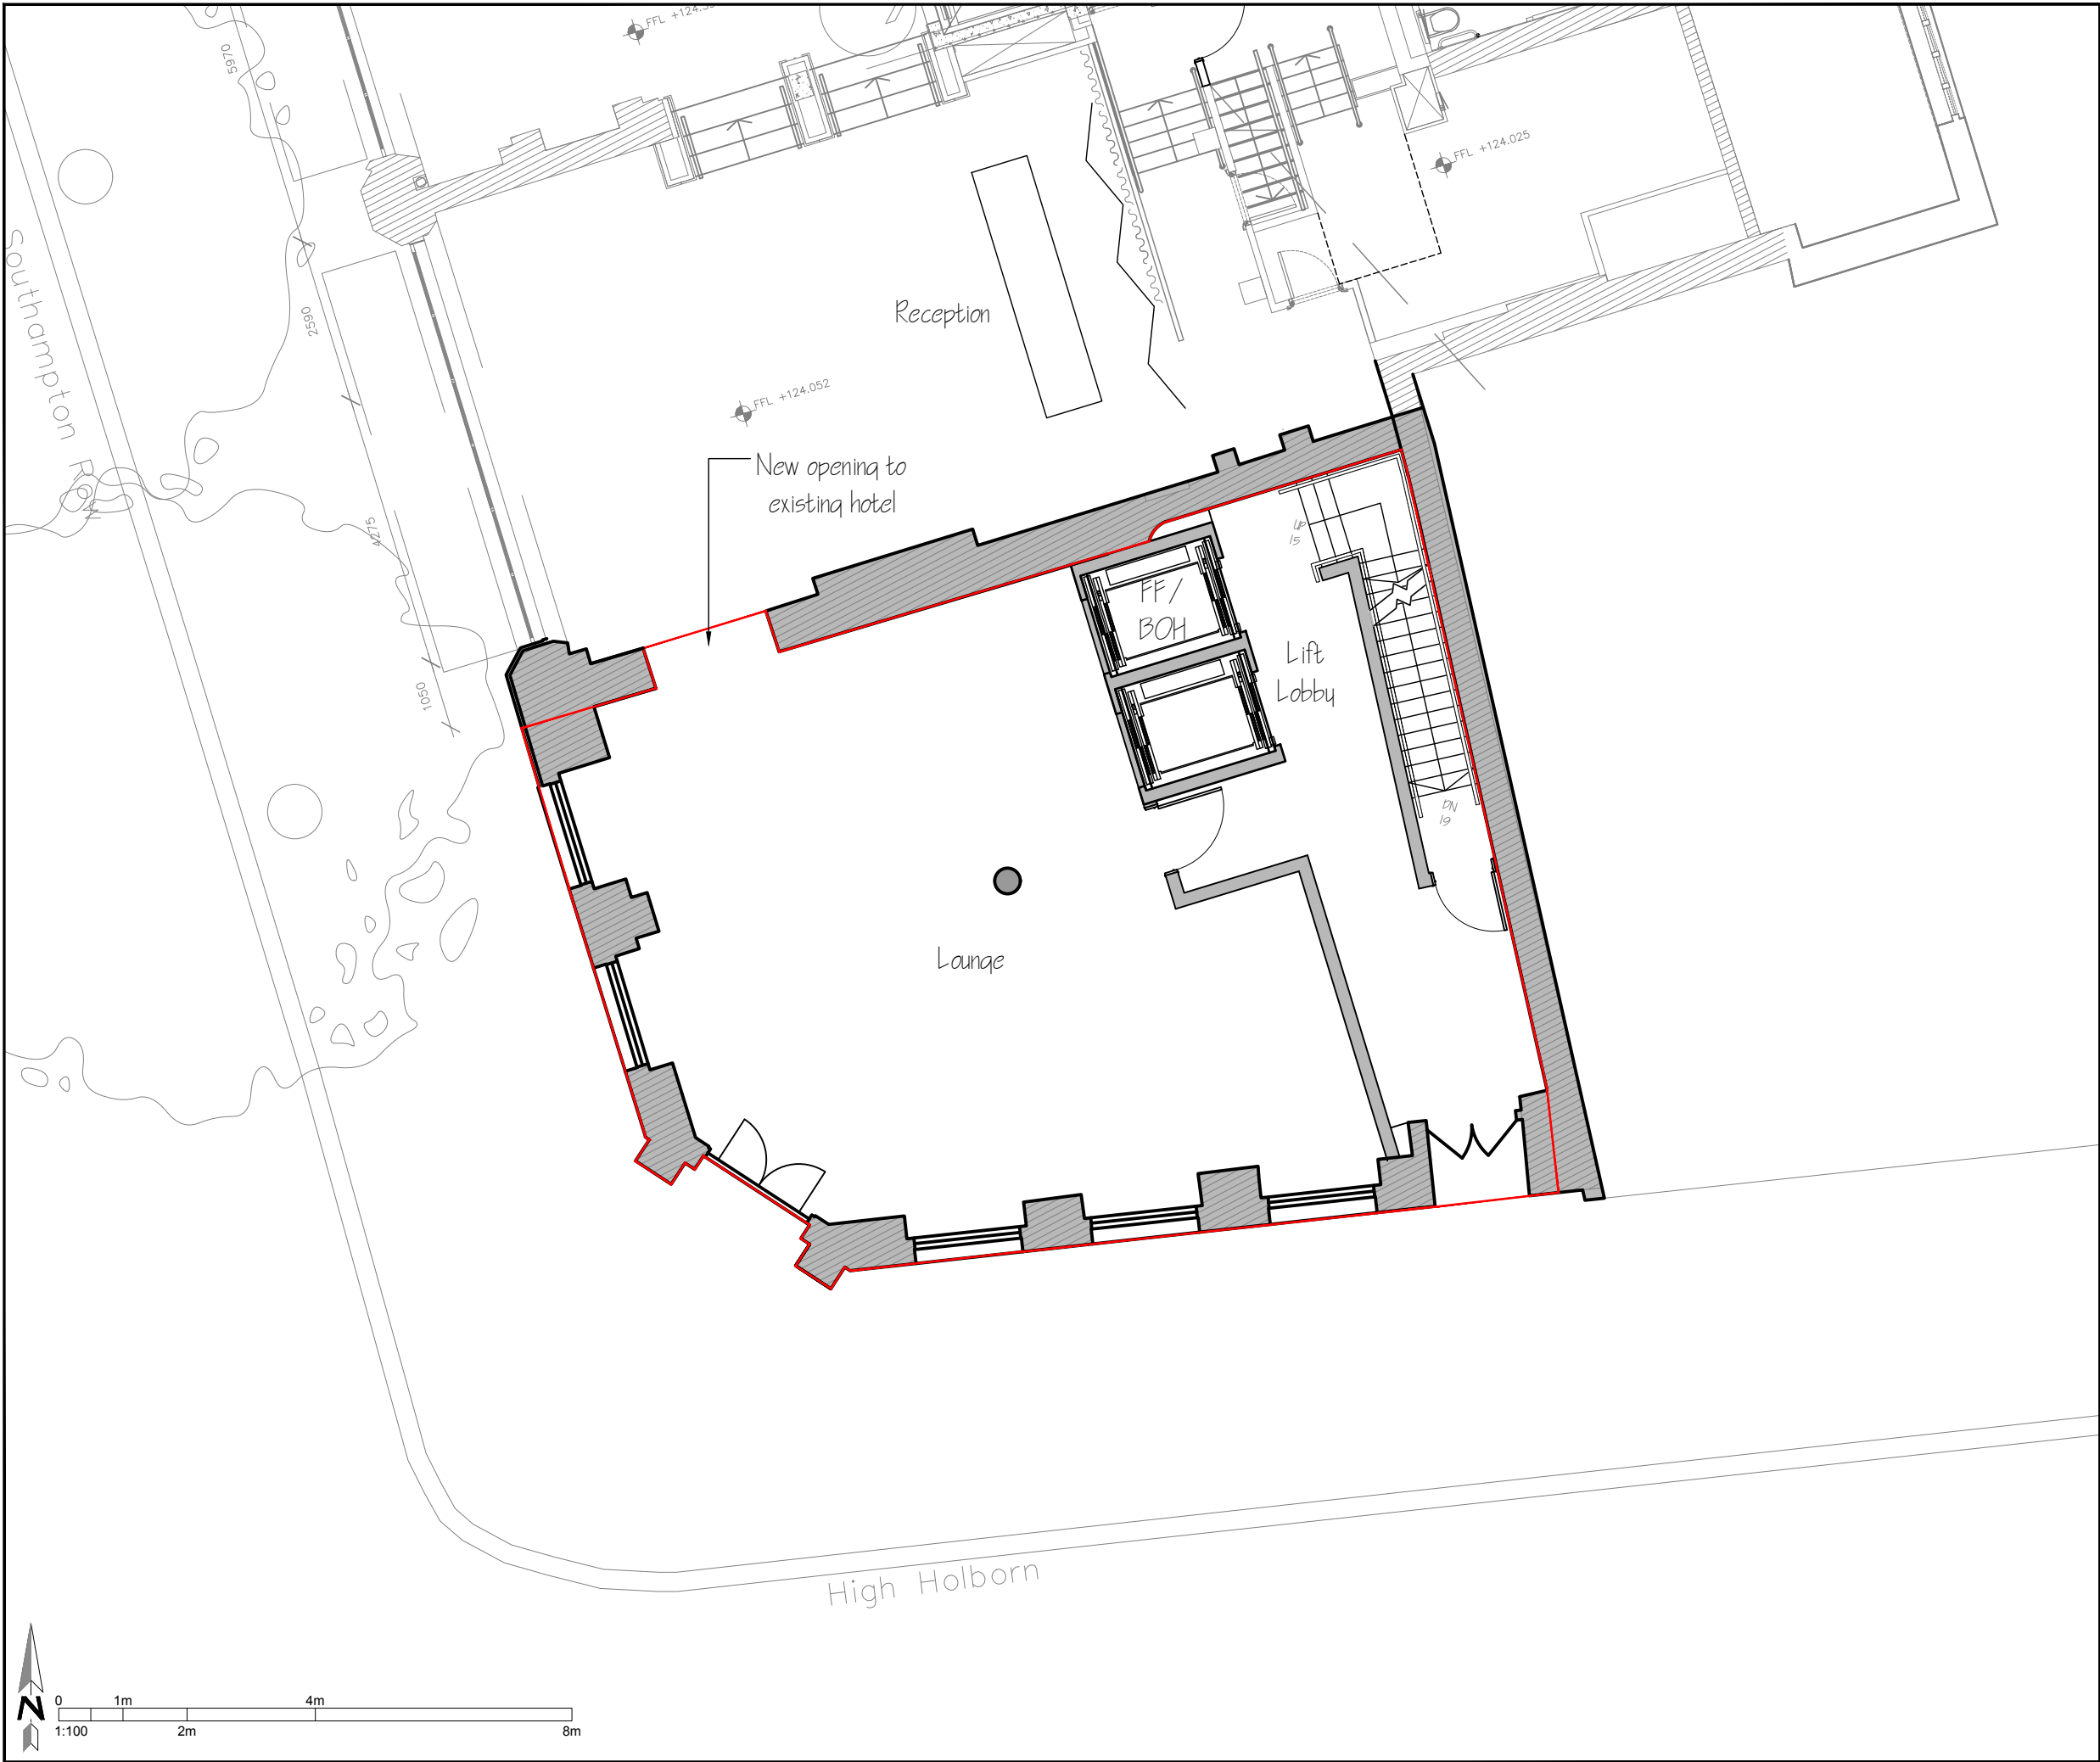 5970
FFL +124.025
Southampton
2590
Reception
FFL +124.052
New opening to
existing hotel
4275
UP
15
FF/
BOH
Lift
Lobby
1050
DN
19
Lounge
High Holborn
N
0 1m 4m
1:100 2m 8m